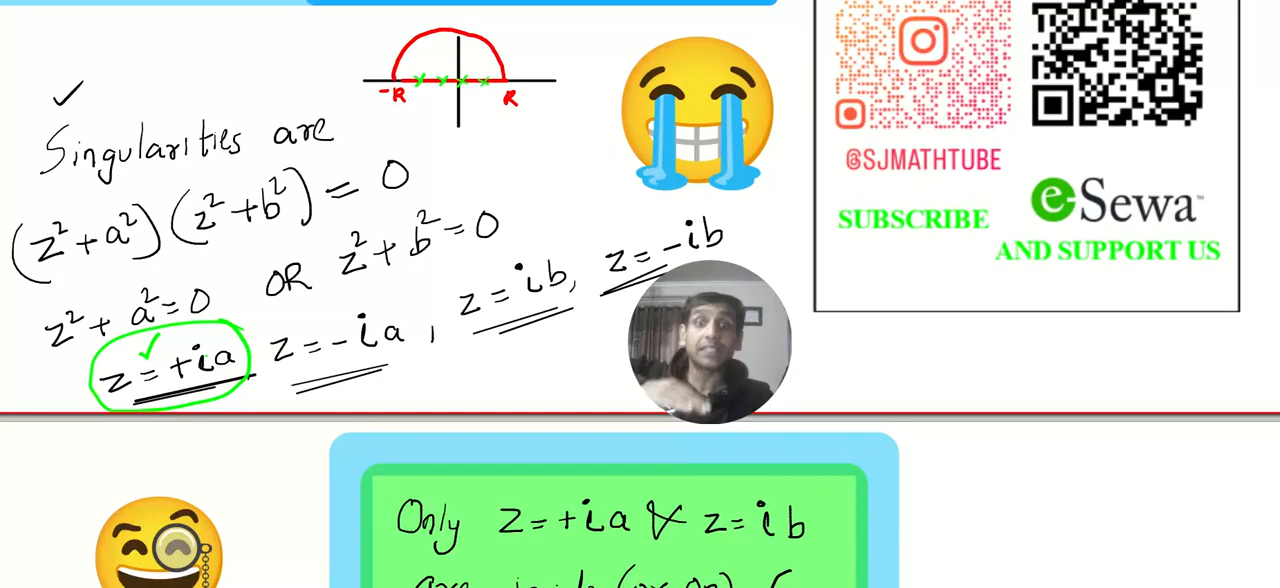 -R
R
Singularities are
(z²+a²)(z²+b²)=0
z²+a²=0 OR z²+b²=0
z=+ia z=-ia, z=ib, z=-ib
@SJMATHTUBE
SUBSCRIBE
eSewa
AND SUPPORT US
Only z=+ia & z=ib